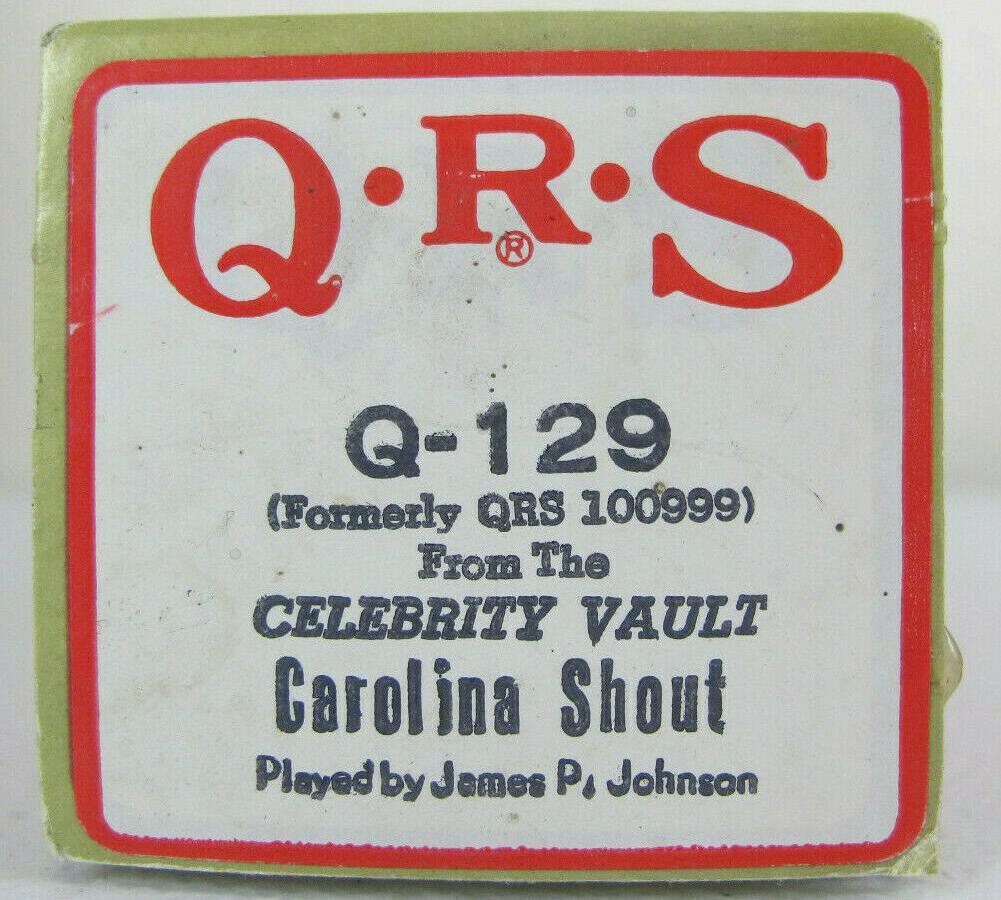 Q·R·S
®
Q-129
(Formerly QRS 100999)
From The
CELEBRITY VAULT
Carolina Shout
Played by James P. Johnson